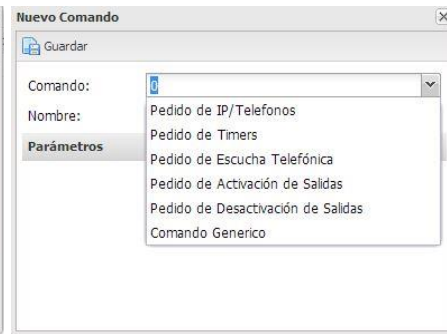 Nuevo Comando
Guardar
Comando:
0
Nombre:
Pedido de IP/Telefonos
Pedido de Timers
Parámetros
Pedido de Escucha Telefónica
Pedido de Activación de Salidas
Pedido de Desactivación de Salidas
Comando Generico